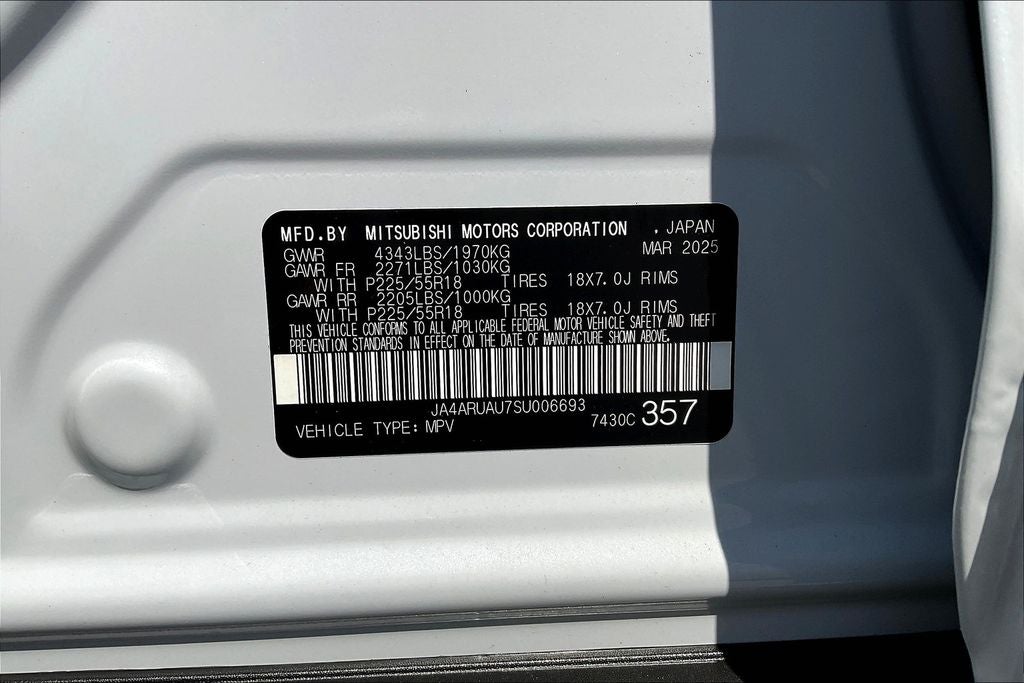 MFD.BY MITSUBISHI MOTORS CORPORATION . JAPAN
MAR 2025
GVWR 4343LBS/1970KG
GAWR FR 2271LBS/1030KG
WITH P225/55R18 TIRES 18X7.0J RIMS
GAWR RR 2205LBS/1000KG
WITH P225/55R18 TIRES 18X7.0J RIMS
THIS VEHICLE CONFORMS TO ALL APPLICABLE FEDERAL MOTOR VEHICLE SAFETY AND THEFT
PREVENTION STANDARDS IN EFFECT ON THE DATE OF MANUFACTURE SHOWN ABOVE.
JA4ARUAU7SU006693
VEHICLE TYPE: MPV 7430C 357